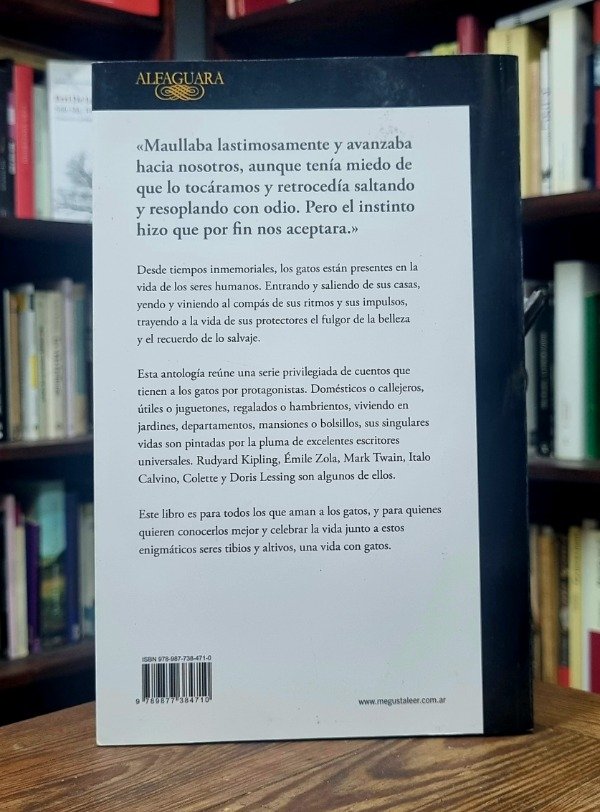 ALFAGUARA
«Maullaba lastimosamente y avanzaba
hacia nosotros, aunque tenía miedo de
que lo tocáramos y retrocedía saltando
y resoplando con odio. Pero el instinto
hizo que por fin nos aceptara.»
Desde tiempos inmemoriales, los gatos están presentes en la
vida de los seres humanos. Entrando y saliendo de sus casas,
yendo y viniendo al compás de sus ritmos y sus impulsos,
trayendo a la vida de sus protectores el fulgor de la belleza
y el recuerdo de lo salvaje.
Esta antología reúne una serie privilegiada de cuentos que
tienen a los gatos por protagonistas. Domésticos o callejeros,
útiles o juguetones, regalados o hambrientos, viviendo en
jardines, departamentos, mansiones o bolsillos, sus singulares
vidas son pintadas por la pluma de excelentes escritores
universales. Rudyard Kipling, Émile Zola, Mark Twain, Italo
Calvino, Colette y Doris Lessing son algunos de ellos.
Este libro es para todos los que aman a los gatos, y para quienes
quieren conocerlos mejor y celebrar la vida junto a estos
enigmáticos seres tibios y altivos, una vida con gatos.
ISBN 978-987-738-471-0
9 789877 384710
www.megustaleer.com.ar